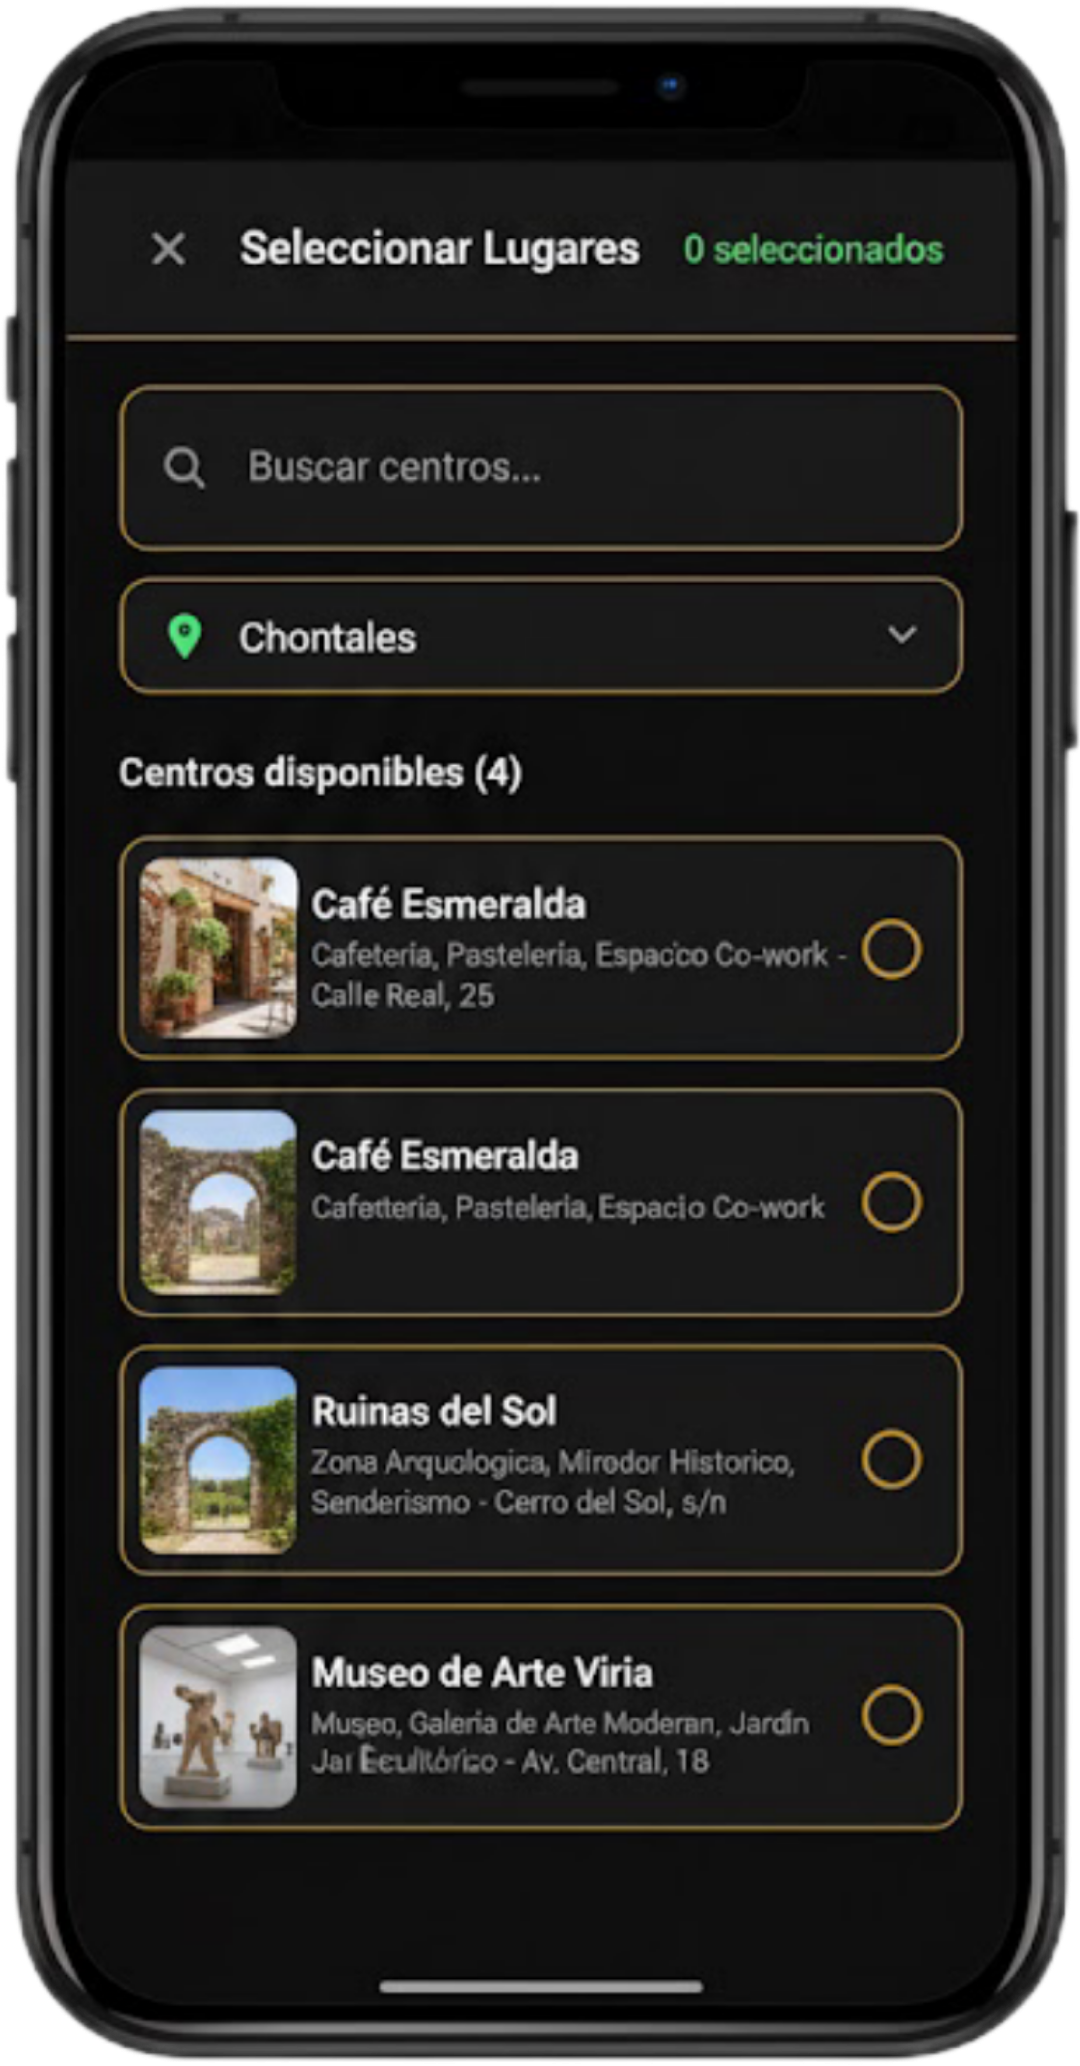 Seleccionar Lugares 0 seleccionados
Buscar centros...
Chontales
Centros disponibles (4)
Café Esmeralda
Cafeteria, Pasteleria, Espacco Co-work -
Calle Real, 25
Café Esmeralda
Cafetteria, Pasteleria, Espacio Co-work
Ruinas del Sol
Zona Arquologica, Mirodor Historico,
Senderismo - Cerro del Sol, s/n
Museo de Arte Viria
Museo, Galeria de Arte Moderan, Jardin
- Av. Central, 18